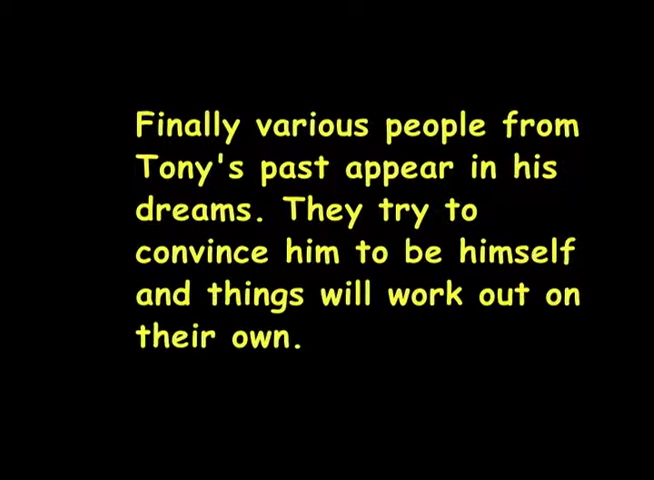 Finally various people from
Tony's past appear in his
dreams. They try to
convince him to be himself
and things will work out on
their own.